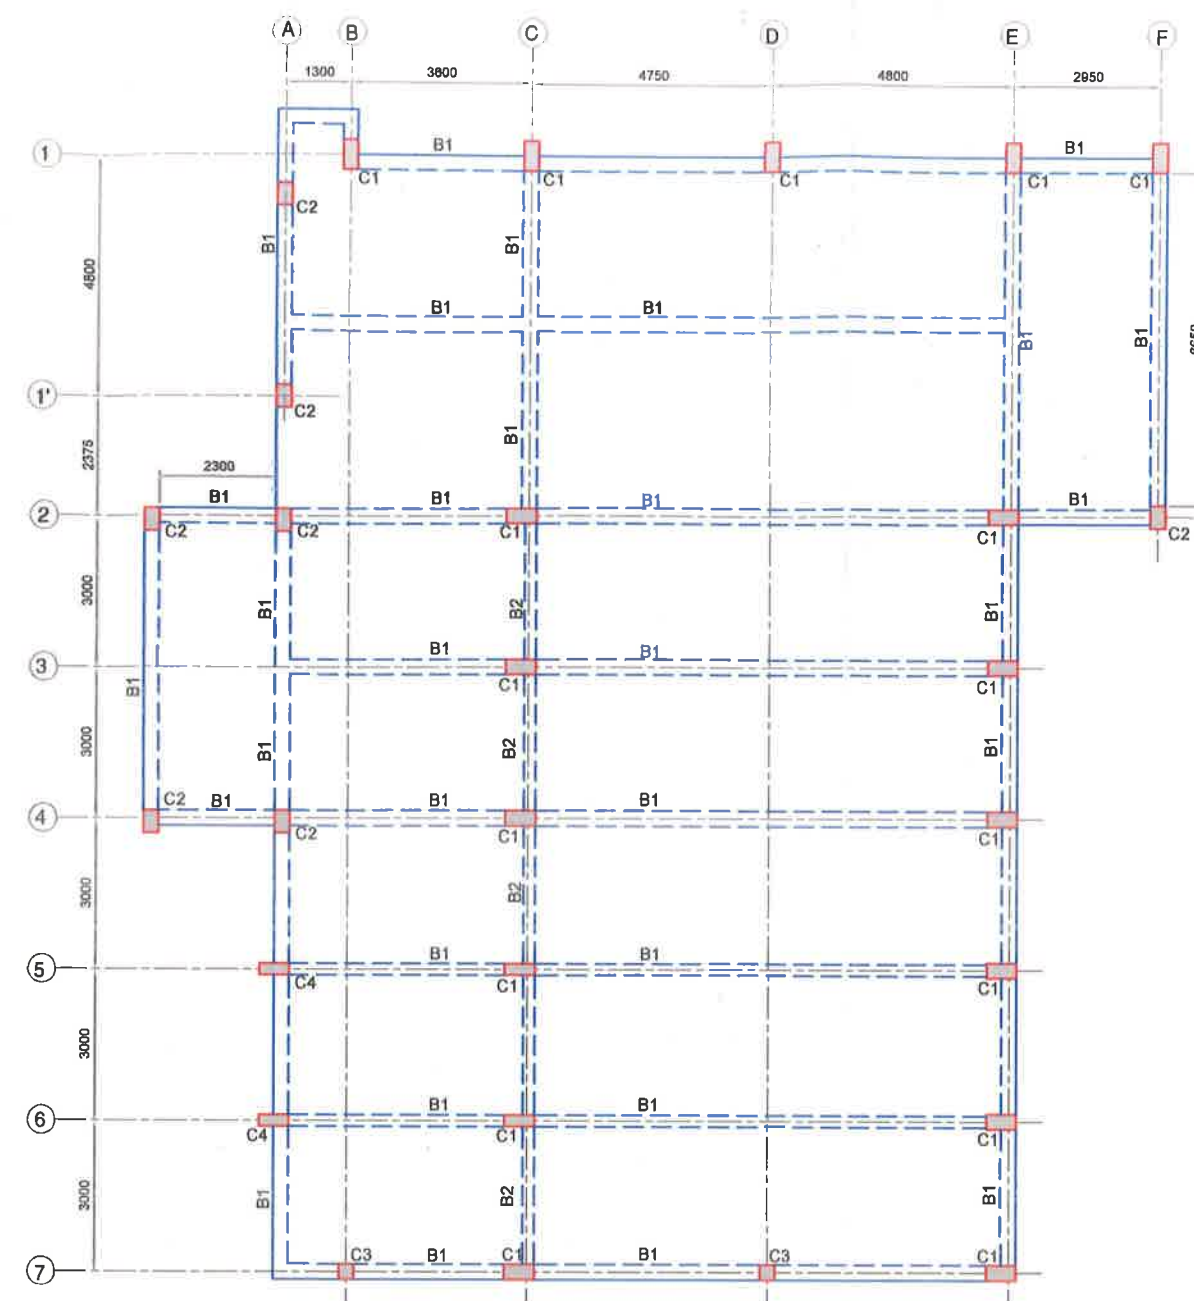 A B C D E F
1300 3600 4750 4800 2950
1 B1 B1
C1 C1 C1 C1 C1
C2
B1 B1
4800
B1 B1
B1 B1
1'
C2
B1
2375
2300
B1 B1 B1 B1
2
C2 C2 C1 C1 C2
3000 B1 B2 B1
B1 B1
3
C1 C1
B1
3000 B1 B2 B1
C2 B1 B1 B1
4
C2 C1 C1
3000 B2
B1 B1
5
C4 C1 C1
3000
B1 B1
6
C4 C1 C1
3000 B1 B2 B1
C3 B1 C1 B1 C3 C1
7